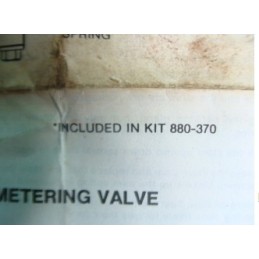 SPRING
*INCLUDED IN KIT 880-370
METERING VALVE